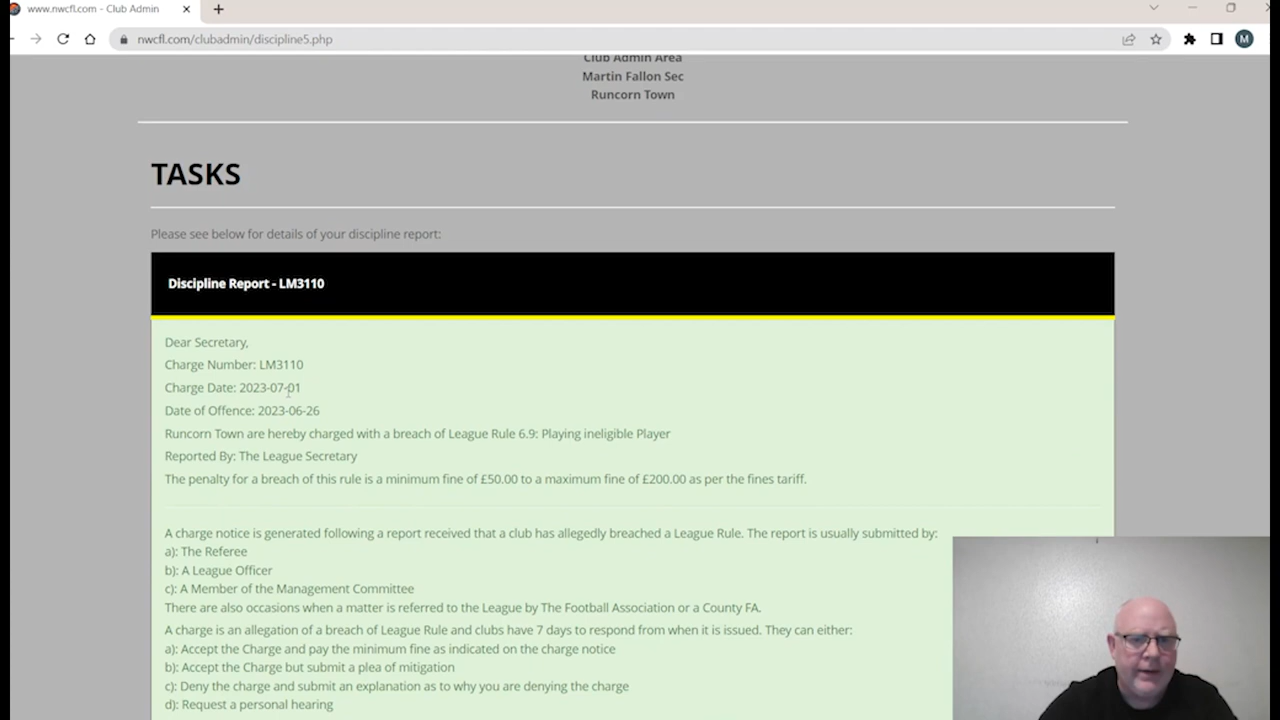 www.nwcfl.com - Club Admin
nwcfl.com/clubadmin/discipline5.php
M
Club Admin Area
Martin Fallon Sec
Runcorn Town
TASKS
Please see below for details of your discipline report:
Discipline Report - LM3110
Dear Secretary,
Charge Number: LM3110
Charge Date: 2023-07-01
Date of Offence: 2023-06-26
Runcorn Town are hereby charged with a breach of League Rule 6.9: Playing ineligible Player
Reported By: The League Secretary
The penalty for a breach of this rule is a minimum fine of £50.00 to a maximum fine of £200.00 as per the fines tariff.
A charge notice is generated following a report received that a club has allegedly breached a League Rule. The report is usually submitted by:
a): The Referee
b): A League Officer
c): A Member of the Management Committee
There are also occasions when a matter is referred to the League by The Football Association or a County FA.
A charge is an allegation of a breach of League Rule and clubs have 7 days to respond from when it is issued. They can either:
a): Accept the Charge and pay the minimum fine as indicated on the charge notice
b): Accept the Charge but submit a plea of mitigation
c): Deny the charge and submit an explanation as to why you are denying the charge
d): Request a personal hearing